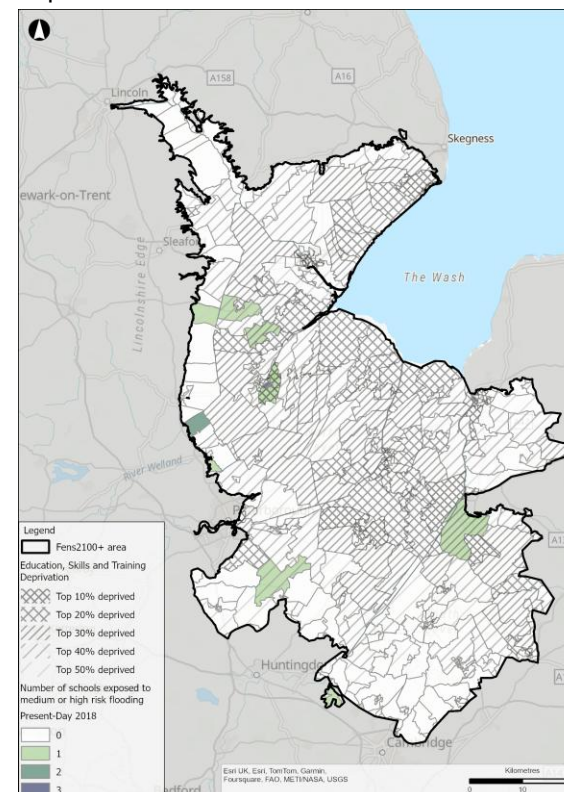 A158
A16
Lincoln
Skegness
ewark-on-Trent
Sleafor
The Wash
Lincolnshire Edge
River Welland
Legend
Fens2100+ area
Education, Skills and Training
Deprivation
Top 10% deprived
Top 20% deprived
Top 30% deprived
Top 40% deprived
Top 50% deprived
Number of schools exposed to
medium or high risk flooding
Present-Day 2018
0
1
2
3
Huntingdo
Cambridge
edford
Esri UK, Esri, TomTom, Garmin,
Foursquare, FAO, METI/NASA, USGS
Kilometres
0 10